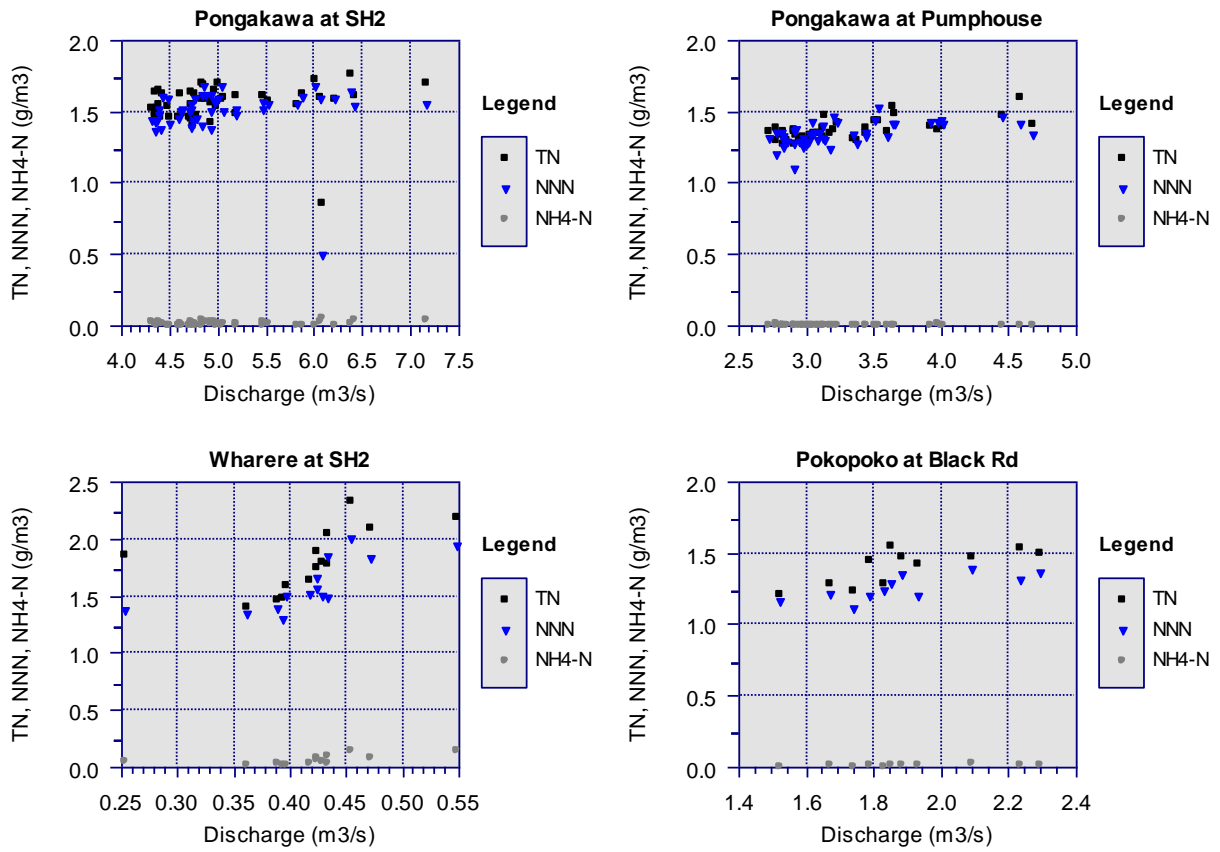 Pongakawa at SH2
TN, NNN, NH4-N (g/m3)
2.0
1.5
1.0
0.5
0.0
4.0 4.5 5.0 5.5 6.0 6.5 7.0 7.5
Discharge (m3/s)
Legend
TN
NNN
NH4-N
Pongakawa at Pumphouse
TN, NNN, NH4-N (g/m3)
2.0
1.5
1.0
0.5
0.0
2.5 3.0 3.5 4.0 4.5 5.0
Discharge (m3/s)
Legend
TN
NNN
NH4-N
Wharere at SH2
TN, NNN, NH4-N (g/m3)
2.5
2.0
1.5
1.0
0.5
0.0
0.25 0.30 0.35 0.40 0.45 0.50 0.55
Discharge (m3/s)
Legend
TN
NNN
NH4-N
Pokopoko at Black Rd
TN, NNN, NH4-N (g/m3)
2.0
1.5
1.0
0.5
0.0
1.4 1.6 1.8 2.0 2.2 2.4
Discharge (m3/s)
Legend
TN
NNN
NH4-N